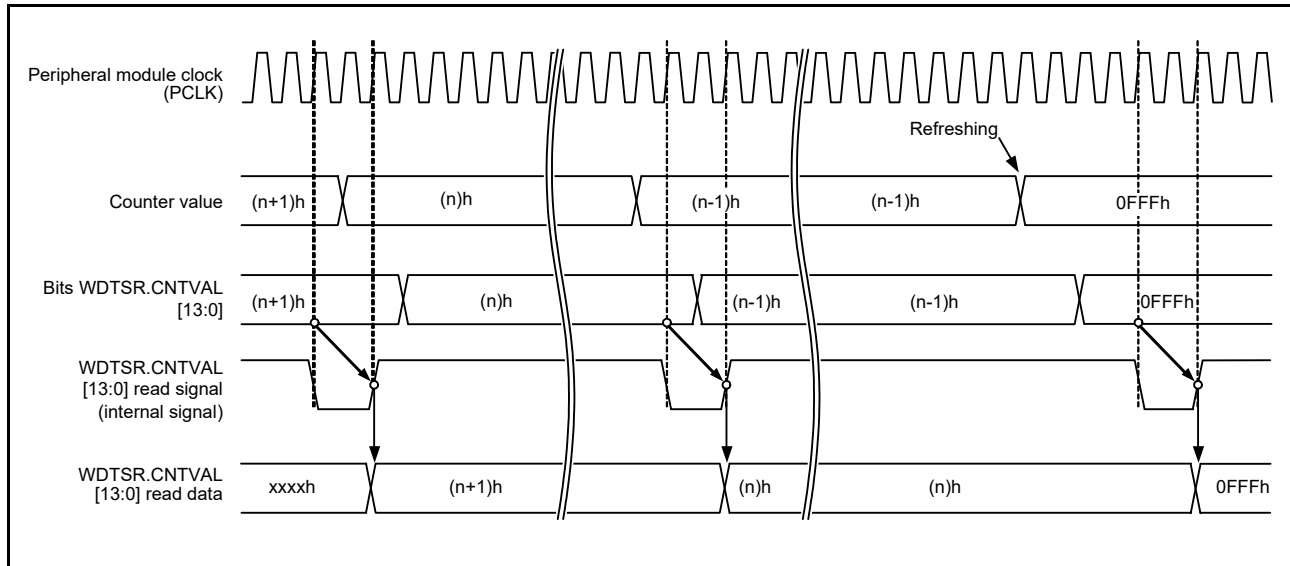 Peripheral module clock
(PCLK)
Refreshing
Counter value
(n+1)h
(n)h
(n-1)h
(n-1)h
0FFFh
Bits WDTSR.CNTVAL
[13:0]
(n+1)h
(n)h
(n-1)h
(n-1)h
0FFFh
WDTSR.CNTVAL
[13:0] read signal
(internal signal)
WDTSR.CNTVAL
[13:0] read data
xxxxh
(n+1)h
(n)h
(n)h
0FFFh